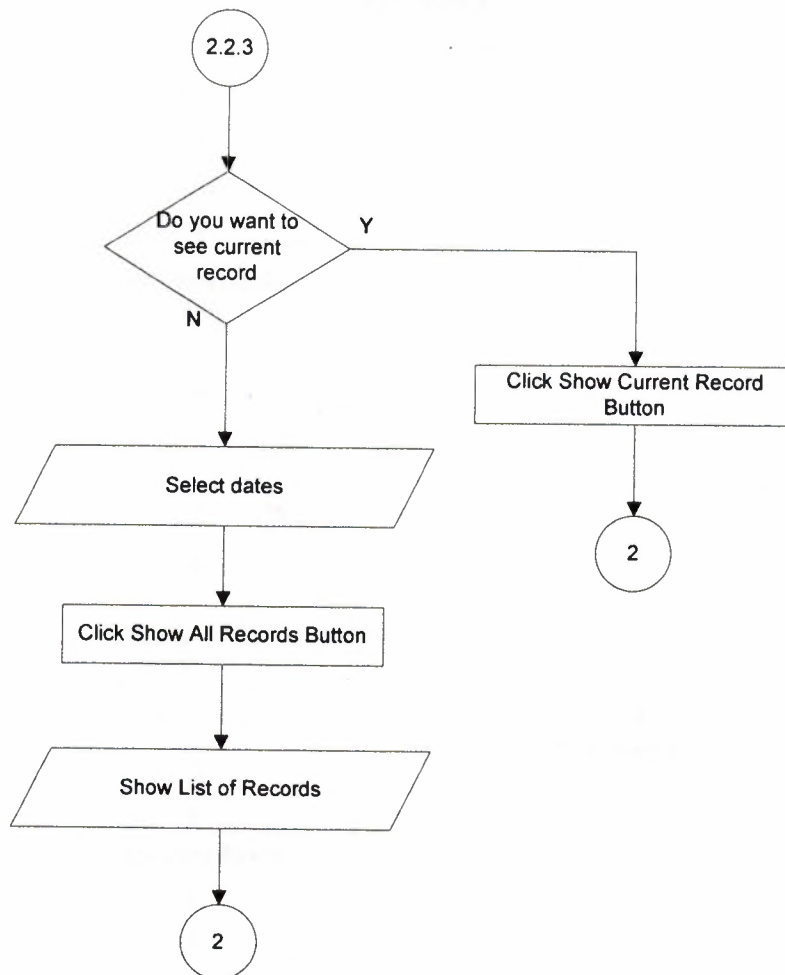 2.2.3
Do you want to
see current
record
Y
N
Click Show Current Record
Button
Select dates
2
Click Show All Records Button
Show List of Records
2